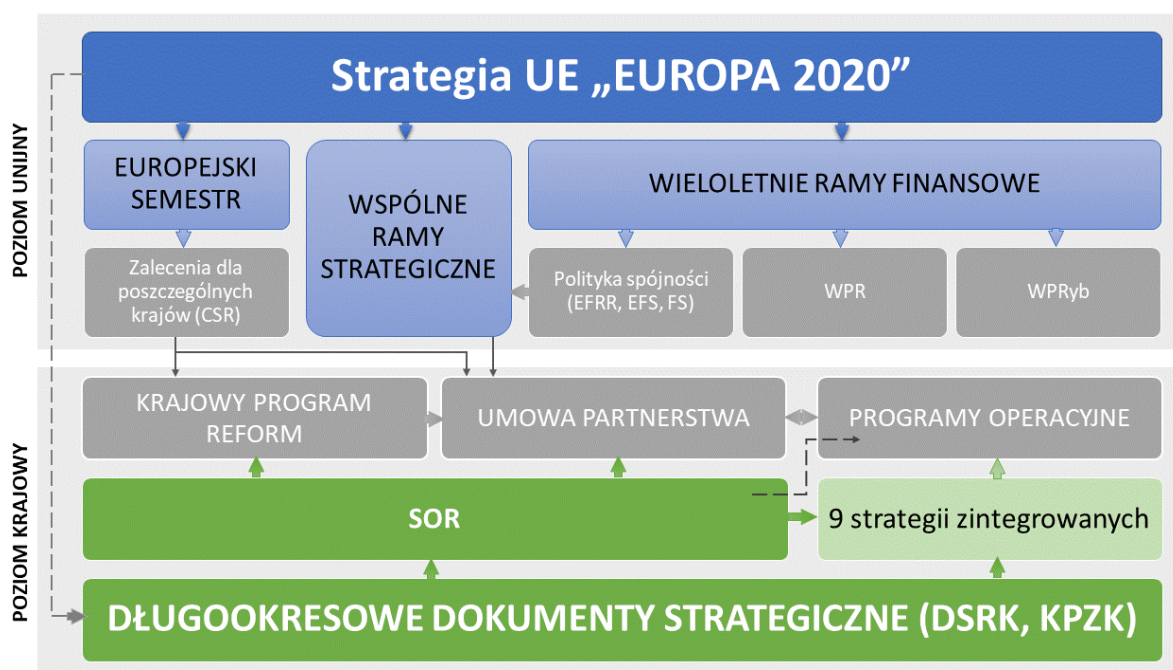 POZIOM UNIJNY
Strategia UE „EUROPA 2020”
EUROPEJSKI
SEMESTR
WSPÓLNE
RAMY
STRATEGICZNE
WIELOLETNIE RAMY FINANSOWE
Zalecenia dla
poszczególnych
krajów (CSR)
Polityka spójności
(EFRR, EFS, FS)
WPR
WPRyb
POZIOM KRAJOWY
KRAJOWY PROGRAM
REFORM
UMOWA PARTNERSTWA
PROGRAMY OPERACYJNE
SOR
9 strategii zintegrowanych
DŁUGOOKRESOWE DOKUMENTY STRATEGICZNE (DSRK, KPZK)